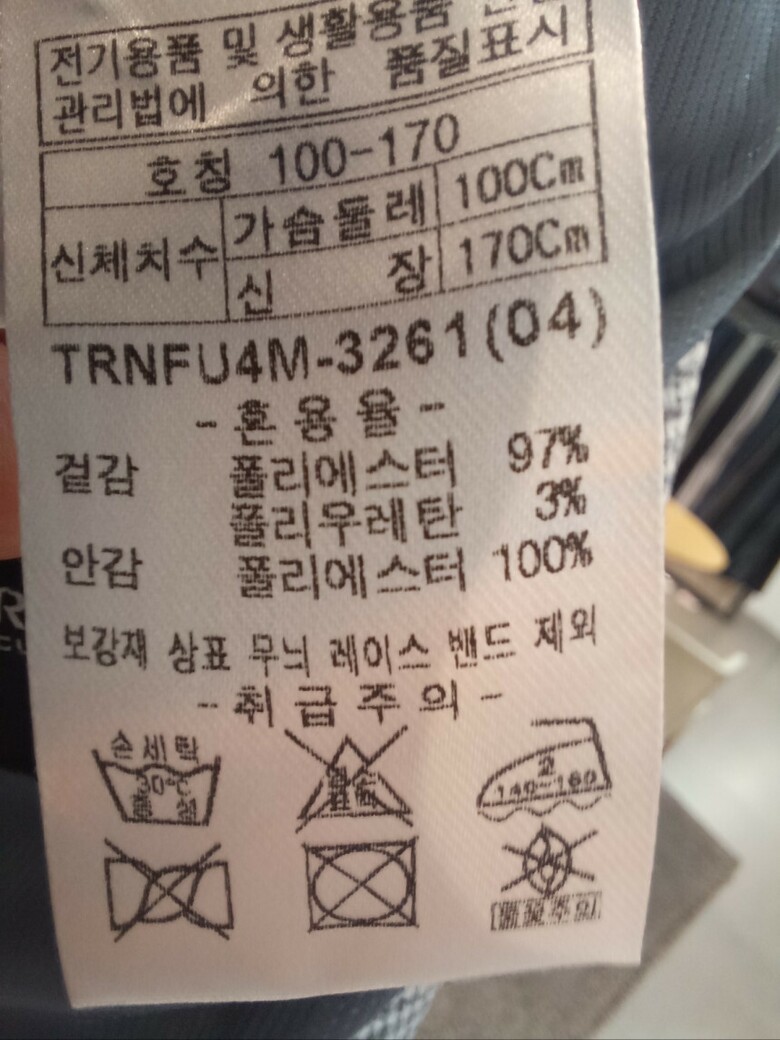 전기용품 및 생활용품
관리법에 의한 품질표시
호칭 100-170
신체치수 가슴둘레 100Cm
신 장 170Cm
TRNFU4M-3261(04)
- 혼 용 율 -
겉감 폴리에스터 97%
폴리우레탄 3%
안감 폴리에스터 100%
보강재 상표 무늬 레이스 밴드 제외
- 취 급 주 의 -
손세탁
30℃
2
140~160